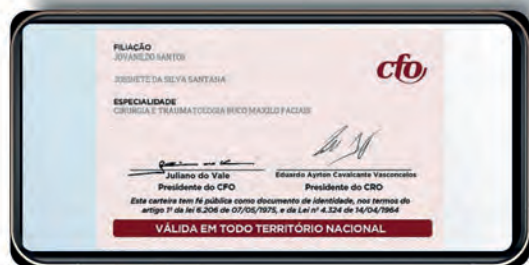 FILIAÇÃO
JOVANILDO SANTOS
JOSINETE DA SILVA SANTANA
ESPECIALIDADE
CIRURGIA E TRAUMATOLOGIA BUCO MAXILO FACIAIS
cfo
Juliano do Vale
Presidente do CFO
Eduardo Ayrton Cavalcante Vasconcelos
Presidente do CRO
Esta carteira tem fé pública como documento de identidade, nos termos do
artigo 1º da lei 6.206 de 07/05/1975, e da Lei nº 4.324 de 14/04/1964
VÁLIDA EM TODO TERRITÓRIO NACIONAL